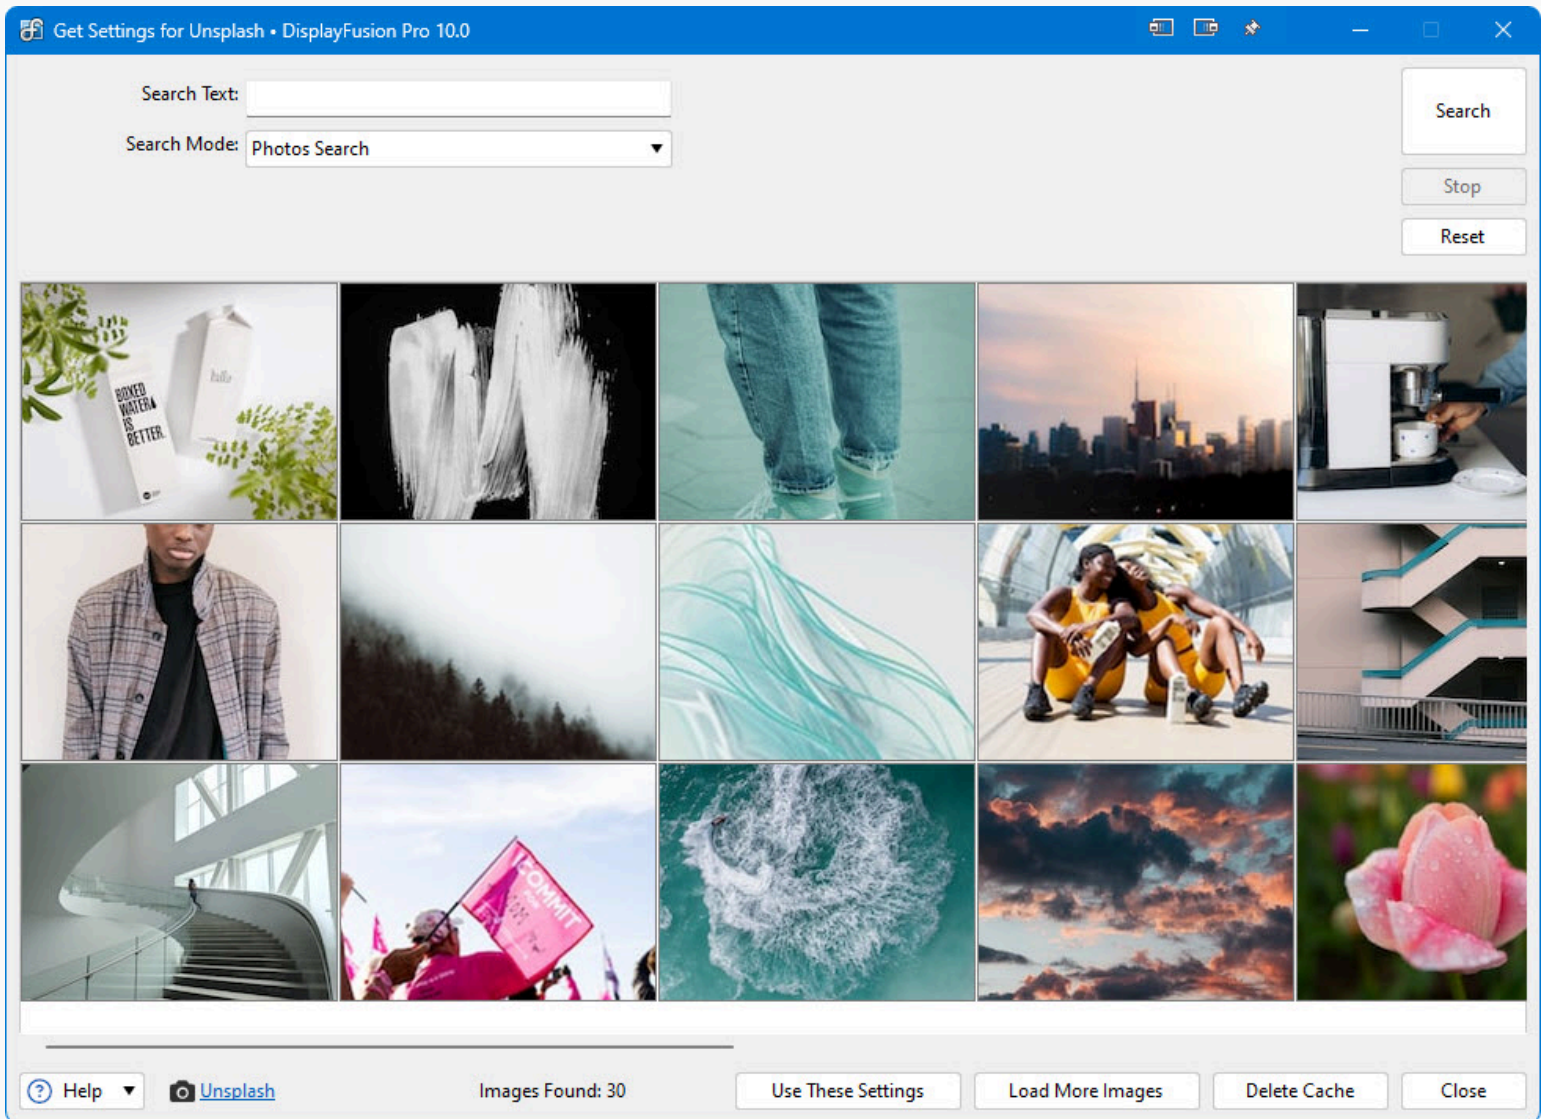 Get Settings for Unsplash • DisplayFusion Pro 10.0
Search Text:
Search
Search Mode: Photos Search
Stop
Reset
BOXED
WATER
IS
BETTER.
COMMIT
Help
Unsplash
Images Found: 30
Use These Settings
Load More Images
Delete Cache
Close